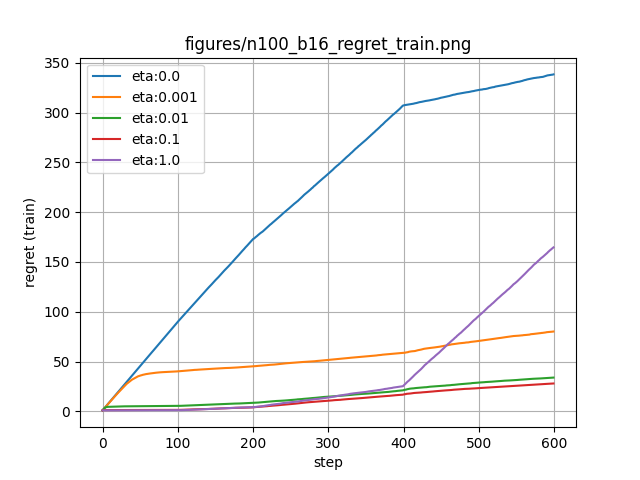 figures/n100_b16_regret_train.png
eta:0.0
eta:0.001
eta:0.01
eta:0.1
eta:1.0
regret (train)
350
300
250
200
150
100
50
0
0 100 200 300 400 500 600
step